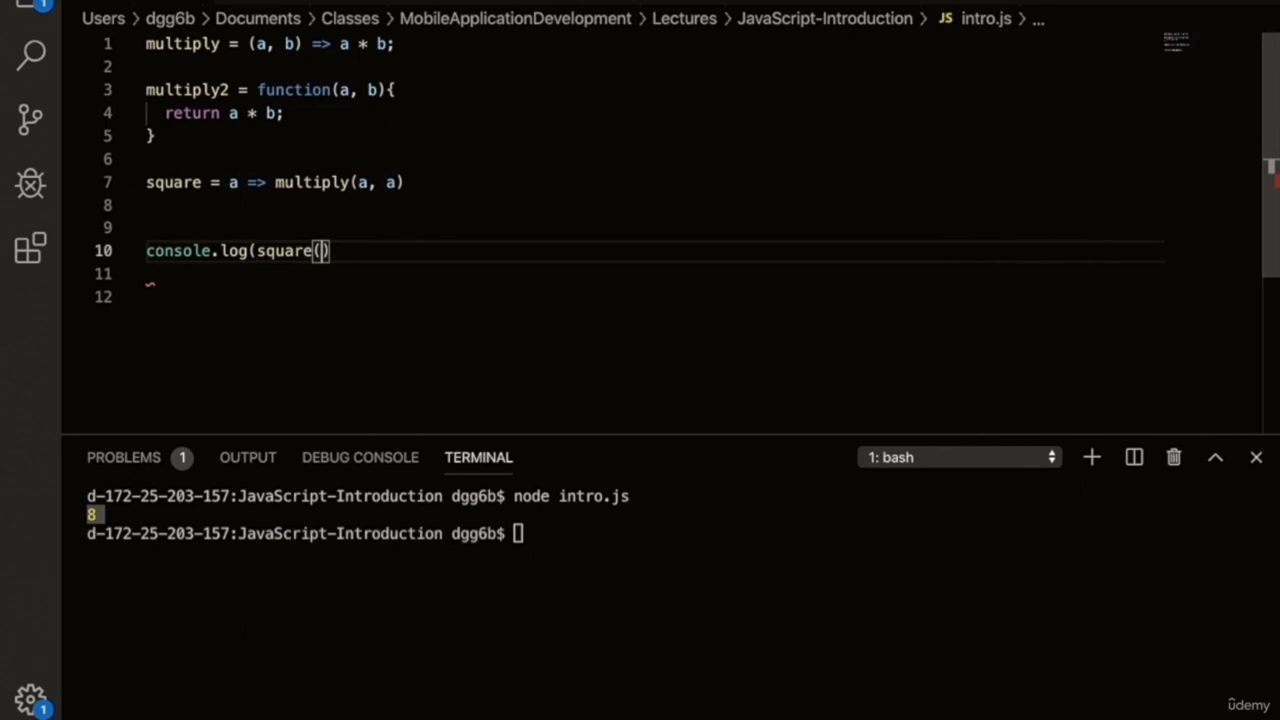 1
Users > dgg6b > Documents > Classes > MobileApplicationDevelopment > Lectures > JavaScript-Introduction > JS intro.js > ...
1 multiply = (a, b) => a * b;
2
3 multiply2 = function(a, b){
4 return a * b;
5 }
6
7 square = a => multiply(a, a)
8
9
10 console.log(square()
11
12
PROBLEMS 1 OUTPUT DEBUG CONSOLE TERMINAL 1: bash
d-172-25-203-157:JavaScript-Introduction dgg6b$ node intro.js
8
d-172-25-203-157:JavaScript-Introduction dgg6b$
1
ûdemy